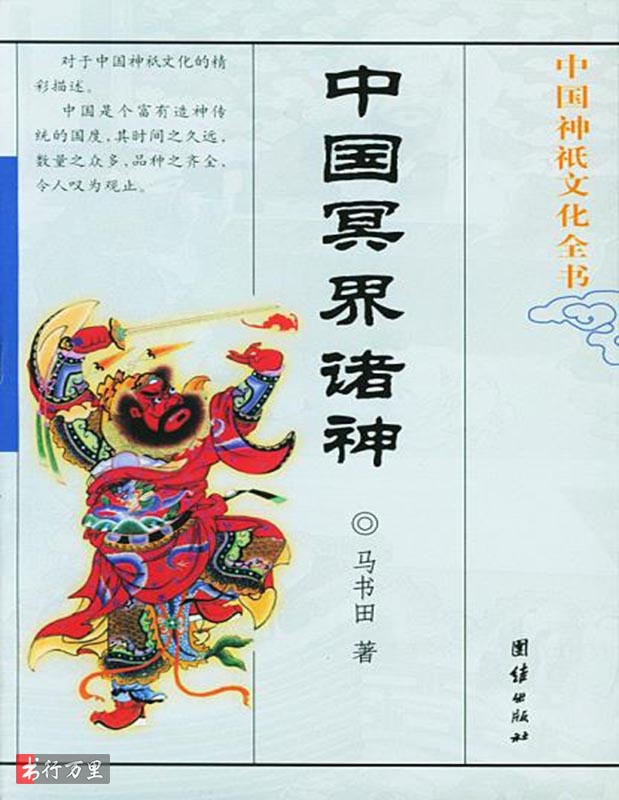 对于中国神祇文化的精
彩描述。
中国是个富有造神传
统的国度,其时间之久远,
数量之众多,品种之齐全,
令人叹为观止。
中国冥界诸神
◎马书田 著
中国神祇文化全书
团结出版社
书行万里